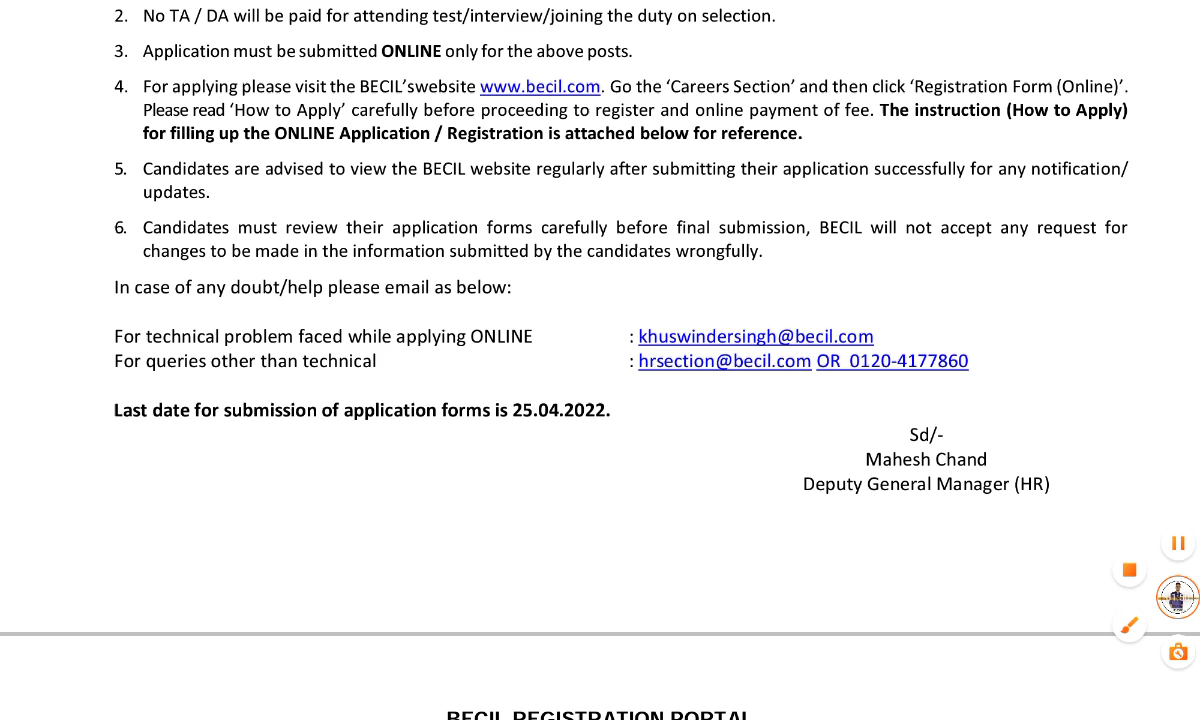 2. No TA / DA will be paid for attending test/interview/joining the duty on selection.
3. Application must be submitted ONLINE only for the above posts.
4. For applying please visit the BECIL'swebsite www.becil.com. Go the ‘Careers Section’ and then click ‘Registration Form (Online)’.
Please read ‘How to Apply’ carefully before proceeding to register and online payment of fee. The instruction (How to Apply)
for filling up the ONLINE Application / Registration is attached below for reference.
5. Candidates are advised to view the BECIL website regularly after submitting their application successfully for any notification/
updates.
6. Candidates must review their application forms carefully before final submission, BECIL will not accept any request for
changes to be made in the information submitted by the candidates wrongfully.
In case of any doubt/help please email as below:
For technical problem faced while applying ONLINE : khuswindersingh@becil.com
For queries other than technical : hrsection@becil.com OR 0120-4177860
Last date for submission of application forms is 25.04.2022.
Sd/-
Mahesh Chand
Deputy General Manager (HR)
BECIL REGISTRATION PORTAL